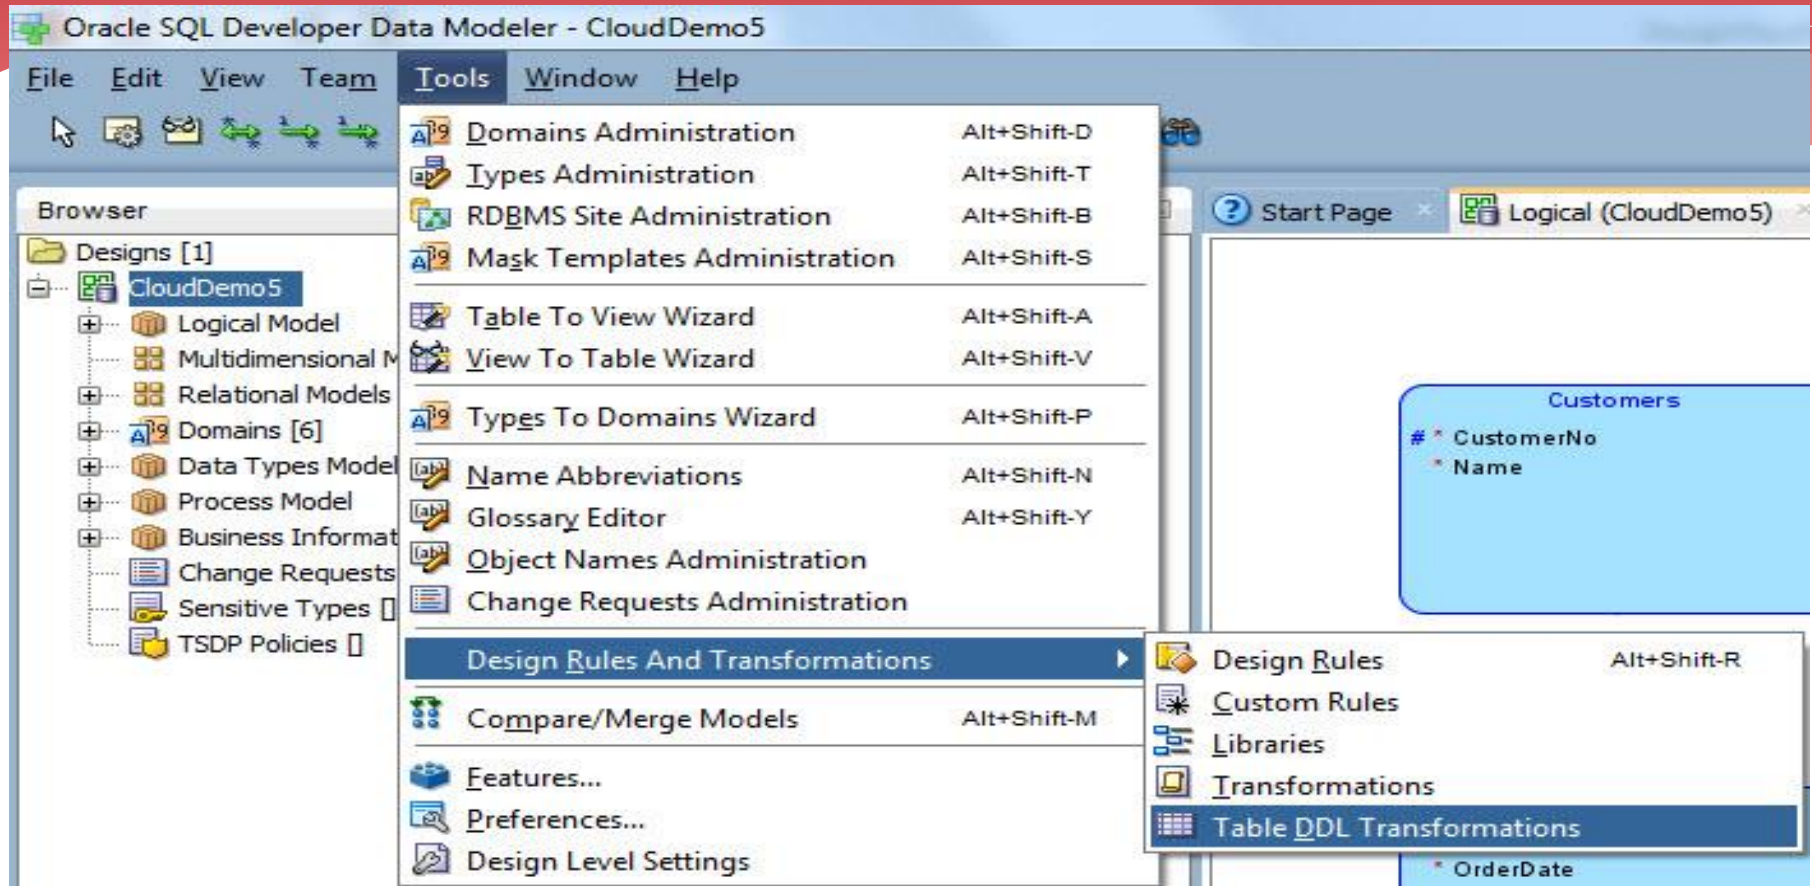 Oracle SQL Developer Data Modeler - CloudDemo5
File Edit View Team Tools Window Help
Browser
Designs [1]
CloudDemo5
Logical Model
Multidimensional M
Relational Models
Domains [6]
Data Types Model
Process Model
Business Informat
Change Requests
Sensitive Types []
TSDP Policies []
Domains Administration Alt+Shift-D
Types Administration Alt+Shift-T
RDBMS Site Administration Alt+Shift-B
Mask Templates Administration Alt+Shift-S
Table To View Wizard Alt+Shift-A
View To Table Wizard Alt+Shift-V
Types To Domains Wizard Alt+Shift-P
Name Abbreviations Alt+Shift-N
Glossary Editor Alt+Shift-Y
Object Names Administration
Change Requests Administration
Design Rules And Transformations
Compare/Merge Models Alt+Shift-M
Features...
Preferences...
Design Level Settings
Design Rules Alt+Shift-R
Custom Rules
Libraries
Transformations
Table DDL Transformations
Start Page
Logical (CloudDemo5)
Customers
# * CustomerNo
* Name
* OrderDate